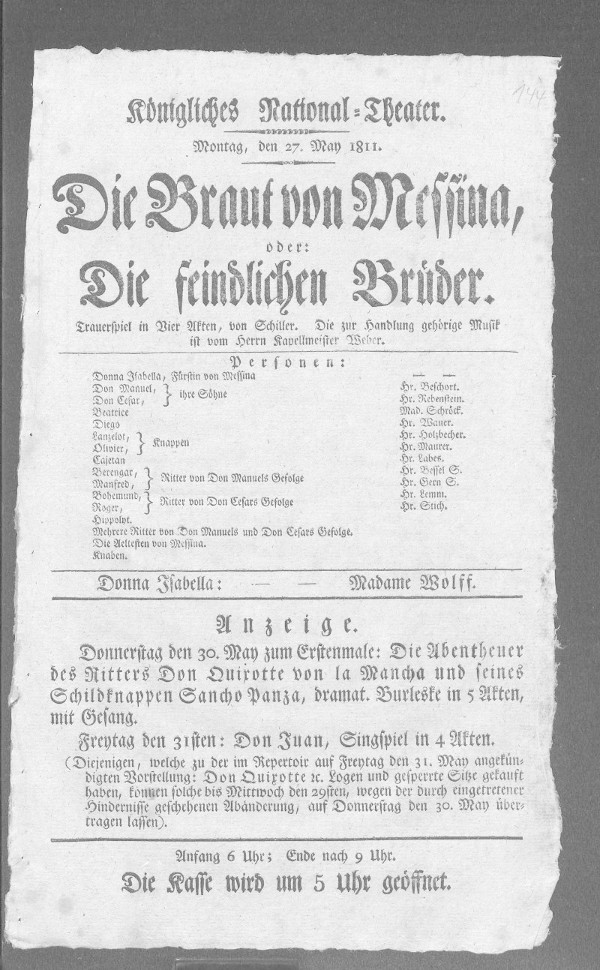 144
Königliches National-Theater.
Montag, den 27. May 1811.
Die Braut von Messina,
oder:
Die feindlichen Brüder.
Trauerspiel in Vier Akten, von Schiller. Die zur Handlung gehörige Musik
ist vom Herrn Kapellmeister Weber.
Personen:
Donna Isabella, Fürstin von Messina — —
Don Manuel, } ihre Söhne Hr. Beschort.
Don Cesar, Hr. Rebenstein.
Beatrice Mad. Schröck.
Diego Hr. Wauer.
Lanzelot, } Knappen Hr. Holzbecher.
Olivier, Hr. Maurer.
Cajetan Hr. Labes.
Berengar, } Ritter von Don Manuels Gefolge Hr. Bessel S.
Manfred, Hr. Gern S.
Bohemund, } Ritter von Don Cesars Gefolge Hr. Lemm.
Roger, Hr. Stich.
Hippolyt.
Mehrere Ritter von Don Manuels und Don Cesars Gefolge.
Die Aeltesten von Messina.
Knaben.
Donna Isabella: — — Madame Wolff.
Anzeige.
Donnerstag den 30. May zum Erstenmale: Die Abentheuer
des Ritters Don Quixotte von la Mancha und seines
Schildknappen Sancho Panza, dramat. Burleske in 5 Akten,
mit Gesang.
Freytag den 31sten: Don Juan, Singspiel in 4 Akten.
(Diejenigen, welche zu der im Repertoir auf Freytag den 31. May angekün-
digten Vorstellung: Don Quixotte ꝛc. Logen und gesperrte Sitze gekauft
haben, können solche bis Mittwoch den 29sten, wegen der durch eingetretener
Hindernisse geschehenen Abänderung, auf Donnerstag den 30. May über-
tragen lassen).
Anfang 6 Uhr; Ende nach 9 Uhr.
Die Kasse wird um 5 Uhr geöffnet.